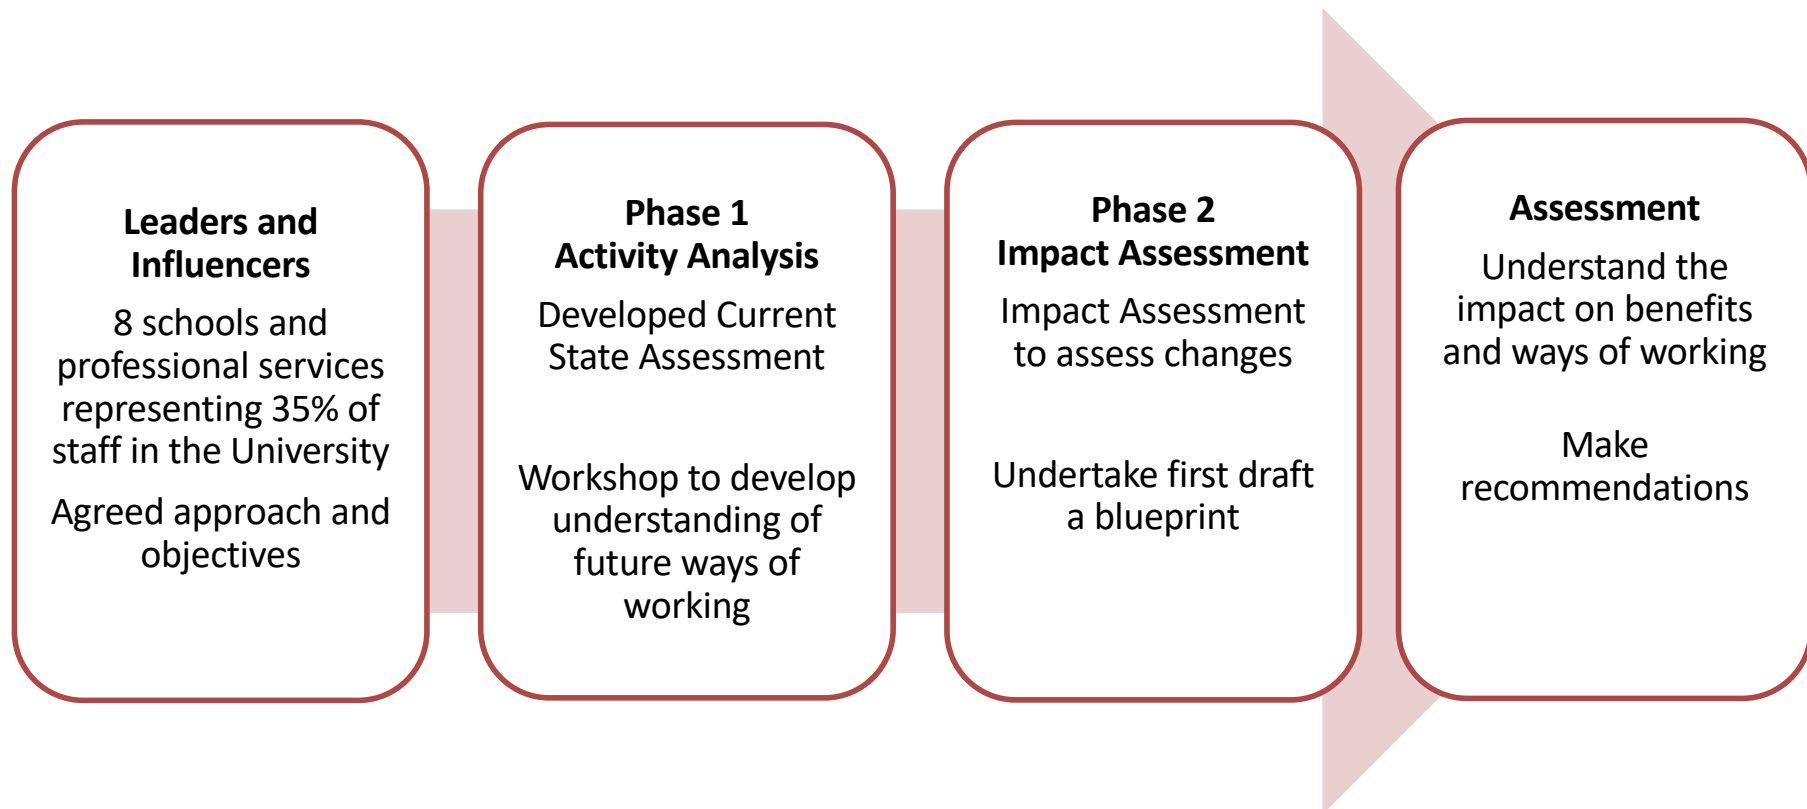 Leaders and
Influencers
8 schools and
professional services
representing 35% of
staff in the University
Agreed approach and
objectives
Phase 1
Activity Analysis
Developed Current
State Assessment
Workshop to develop
understanding of
future ways of
working
Phase 2
Impact Assessment
Impact Assessment
to assess changes
Undertake first draft
a blueprint
Assessment
Understand the
impact on benefits
and ways of working
Make
recommendations